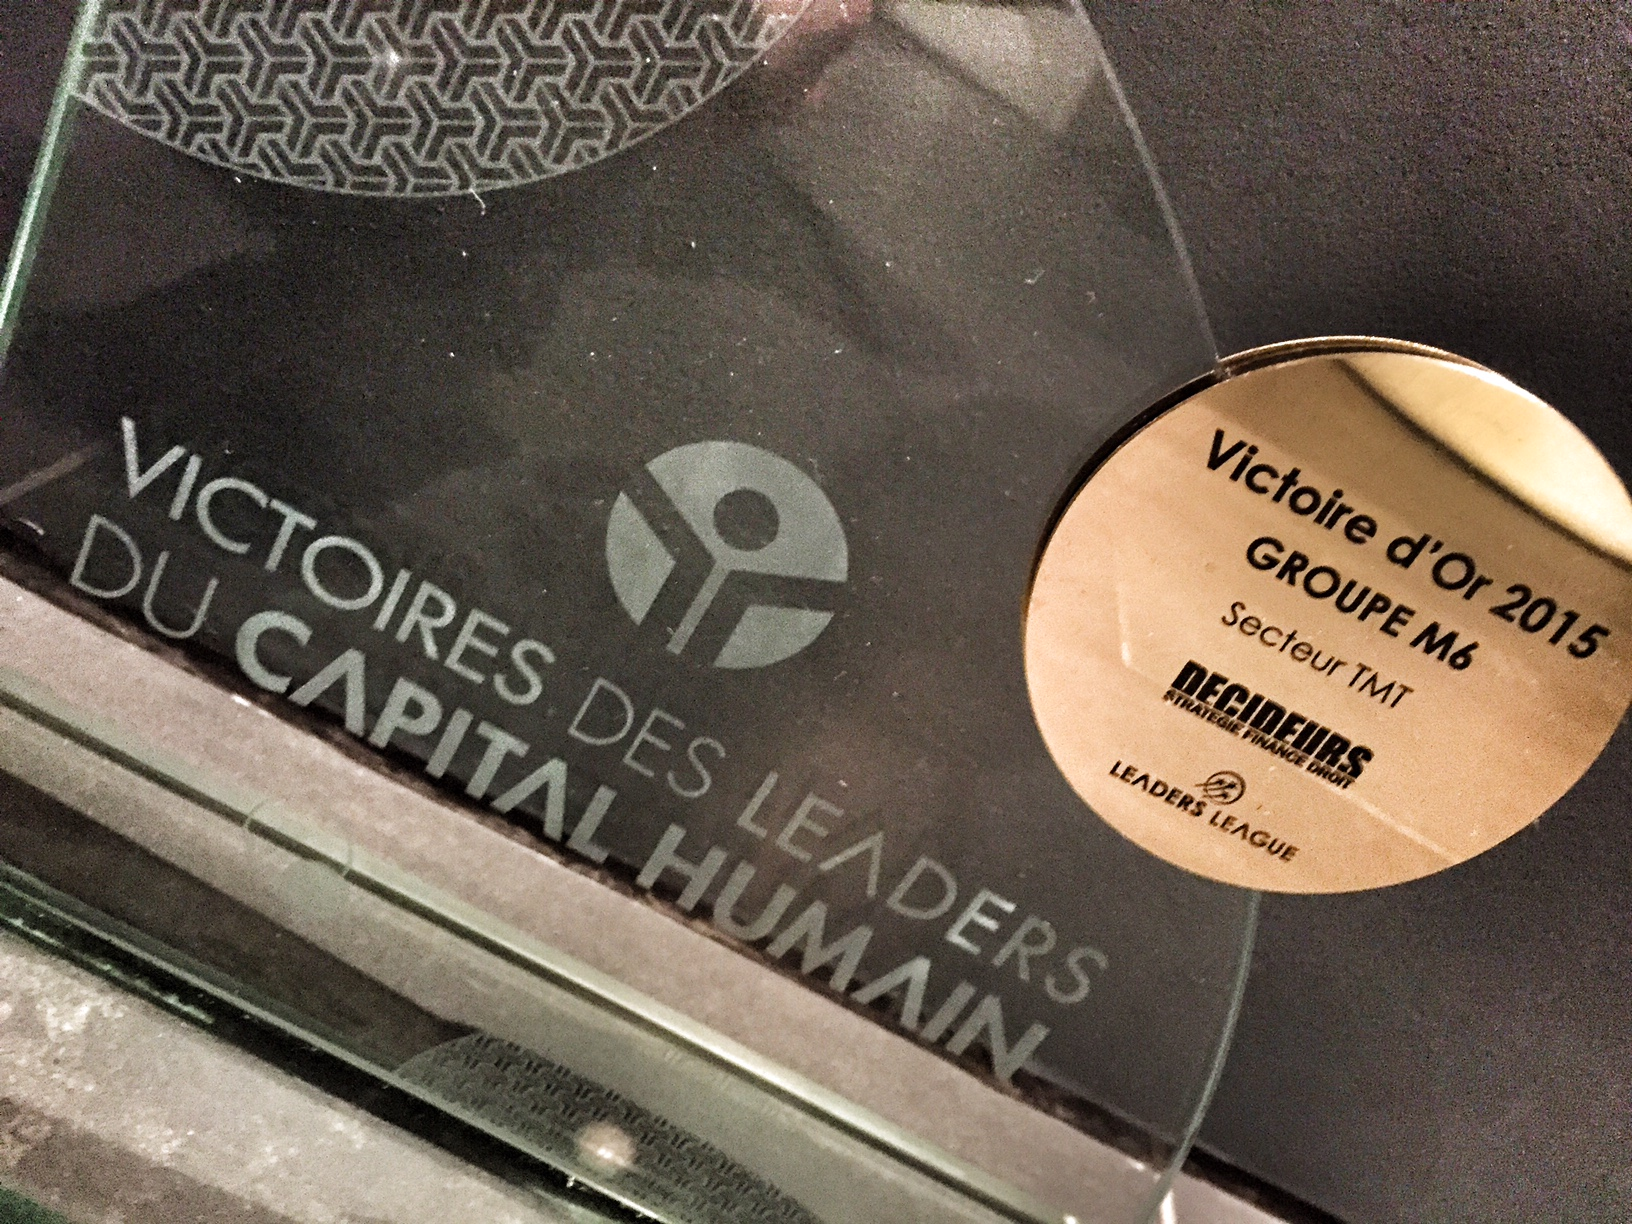 VICTOIRES DES LEADERS
DU CAPITAL HUMAIN
Victoire d'Or 2015
GROUPE M6
Secteur TMT
DECIDEURS
STRATEGIE FINANCE DROIT
LEADERS LEAGUE